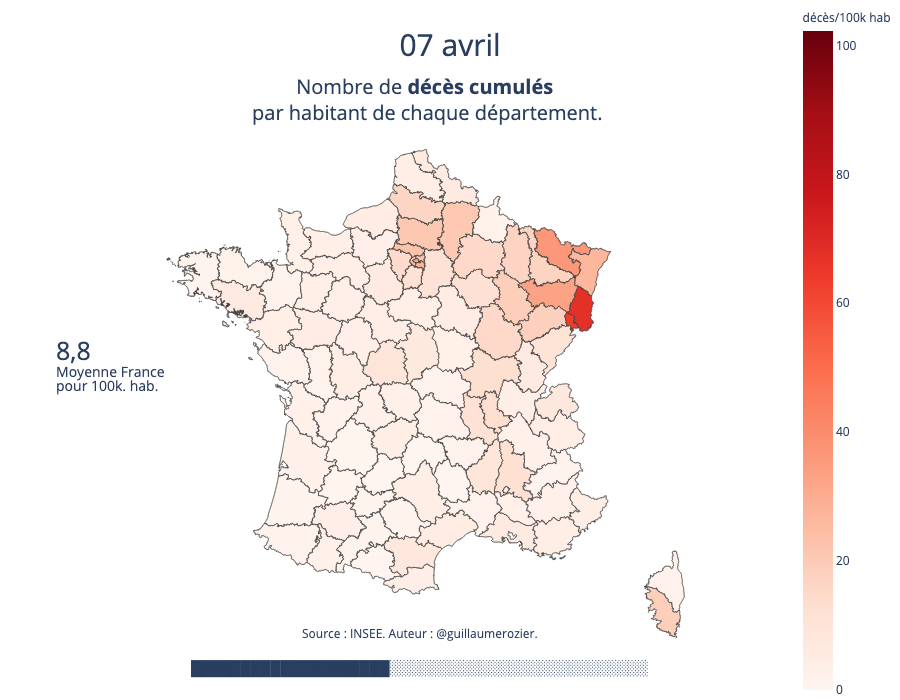 07 avril
Nombre de décès cumulés
par habitant de chaque département.
décès/100k hab
100
80
60
40
20
0
8,8
Moyenne France
pour 100k. hab.
Source : INSEE. Auteur : @guillaumerozier.